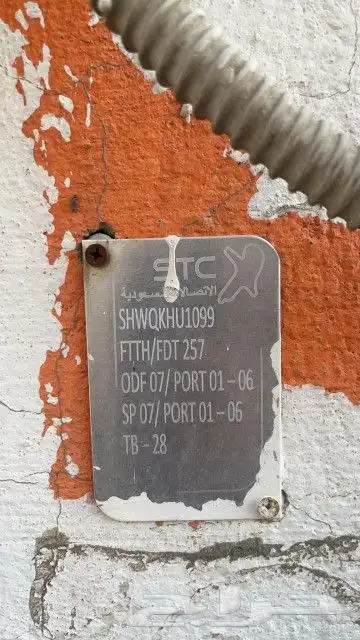 STC
الاتصالات السعودية
SHWQKHU1099
FTTH/FDT 257
ODF 07/ PORT 01 – 06
SP 07/ PORT 01 – 06
TB – 28
حراج